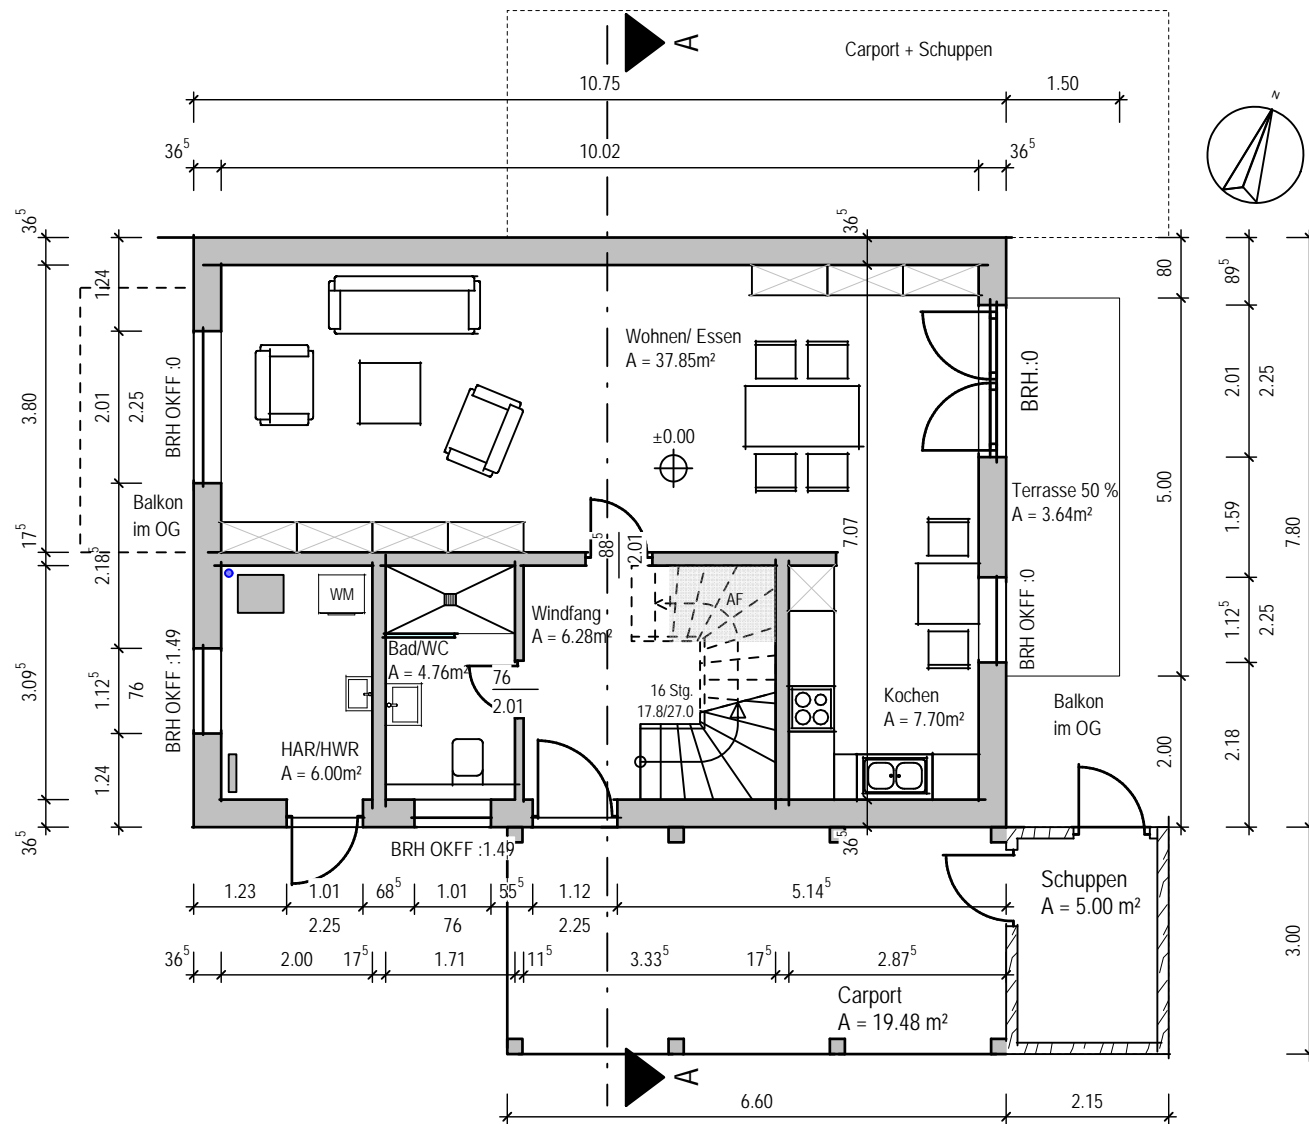 A
Carport + Schuppen
10.75
1.50
N
36⁵
10.02
36⁵
36⁵
36⁵
1.24
80
89⁵
Wohnen/ Essen
A = 37.85m²
BRH OKFF :0
BRH.:0
3.80
2.01
2.25
2.01
2.25
±0.00
Balkon
im OG
Terrasse 50 %
A = 3.64m²
5.00
1.59
7.80
17⁵
2.18⁵
88⁵
2.01
7.07
WM
AF
Windfang
A = 6.28m²
BRH OKFF :0
1.12⁵
2.25
Bad/WC
A = 4.76m²
76
2.01
16 Stg.
17.8/27.0
Kochen
A = 7.70m²
Balkon
im OG
3.09⁵
1.12⁵
76
BRH OKFF :1.49
HAR/HWR
A = 6.00m²
1.24
2.00
2.18
36⁵
36⁵
BRH OKFF :1.49
1.23
1.01
68⁵
1.01
55⁵
1.12
5.14⁵
2.25
76
2.25
Schuppen
A = 5.00 m²
3.00
36⁵
2.00
17⁵
1.71
11⁵
3.33⁵
17⁵
2.87⁵
Carport
A = 19.48 m²
A
6.60
2.15